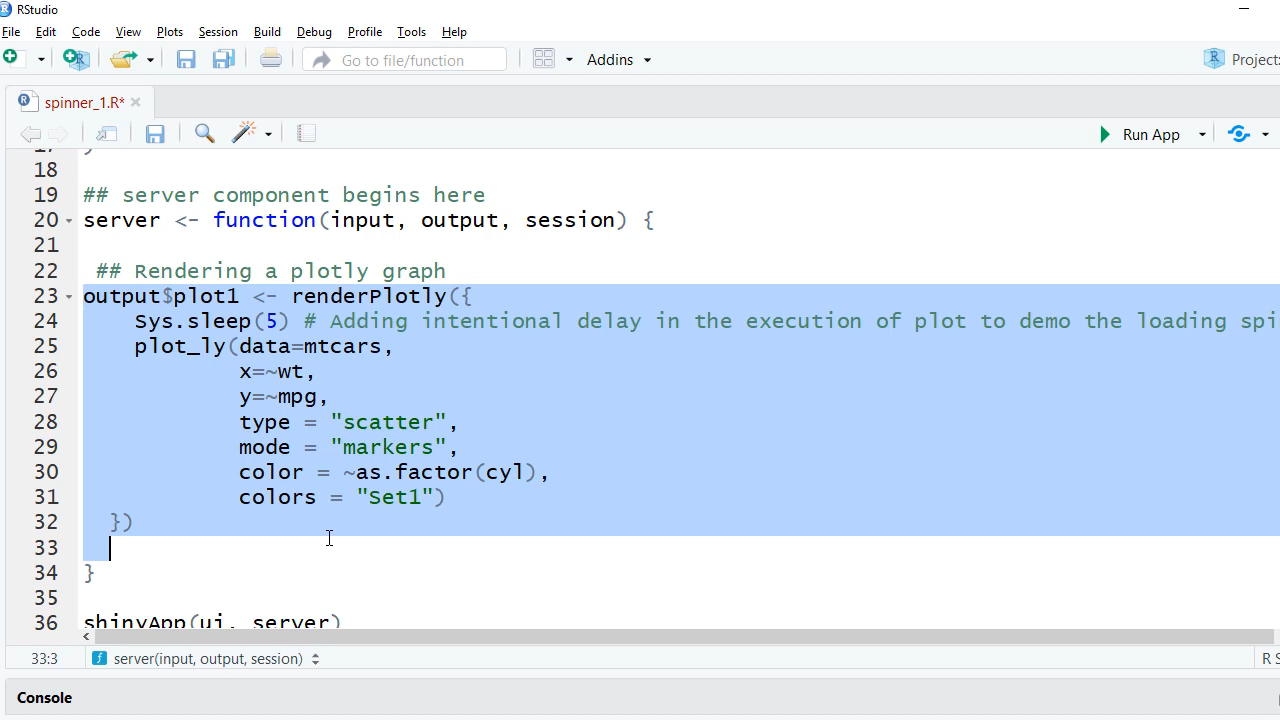 RStudio
File Edit Code View Plots Session Build Debug Profile Tools Help
Go to file/function Addins Project:
spinner_1.R*
Run App
18
19 ## server component begins here
20 server <- function(input, output, session) {
21
22 ## Rendering a plotly graph
23 output$plot1 <- renderPlotly({
24 Sys.sleep(5) # Adding intentional delay in the execution of plot to demo the loading spi
25 plot_ly(data=mtcars,
26 x=~wt,
27 y=~mpg,
28 type = "scatter",
29 mode = "markers",
30 color = ~as.factor(cyl),
31 colors = "Set1")
32 })
33
34 }
35
36 shinyApp(ui, server)
33:3 server(input, output, session) R S
Console